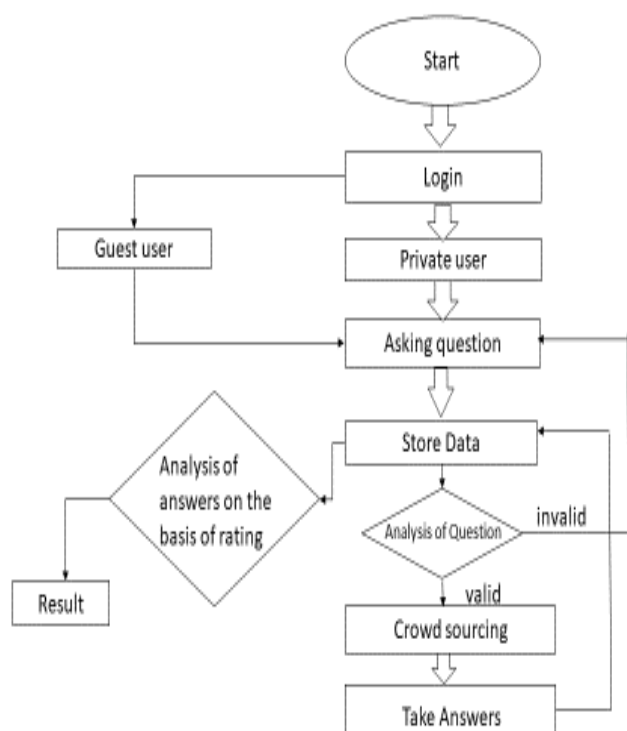 Start
Login
Guest user
Private user
Asking question
Store Data
Analysis of
answers on the
basis of rating
Analysis of Question
invalid
Result
valid
Crowd sourcing
Take Answers